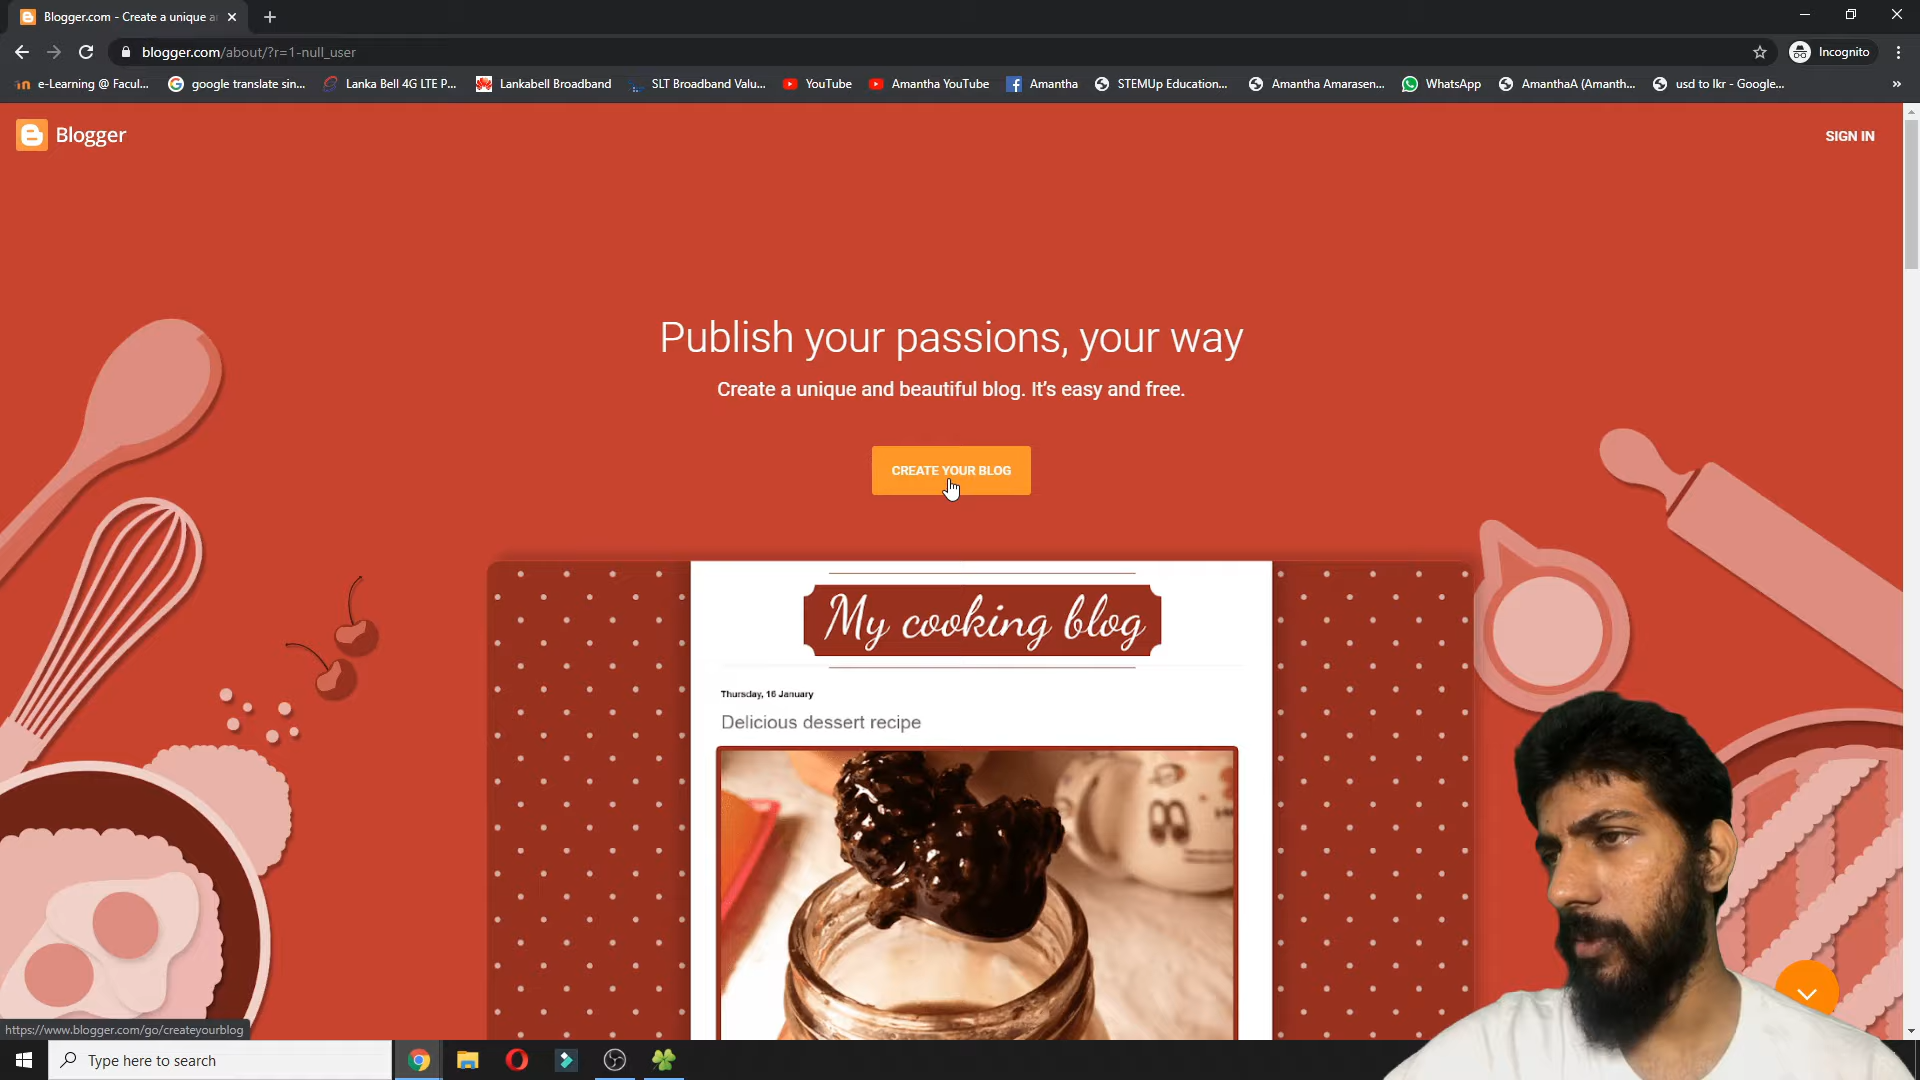 Blogger.com - Create a unique a
blogger.com/about/?r=1-null_user
Incognito
e-Learning @ Facul...
google translate sin...
Lanka Bell 4G LTE P...
Lankabell Broadband
SLT Broadband Valu...
YouTube
Amantha YouTube
Amantha
STEMUp Education...
Amantha Amarasen...
WhatsApp
AmanthaA (Amanth...
usd to lkr - Google...
Blogger
SIGN IN
Publish your passions, your way
Create a unique and beautiful blog. It's easy and free.
CREATE YOUR BLOG
My cooking blog
Thursday, 16 January
Delicious dessert recipe
https://www.blogger.com/go/createyourblog
Type here to search